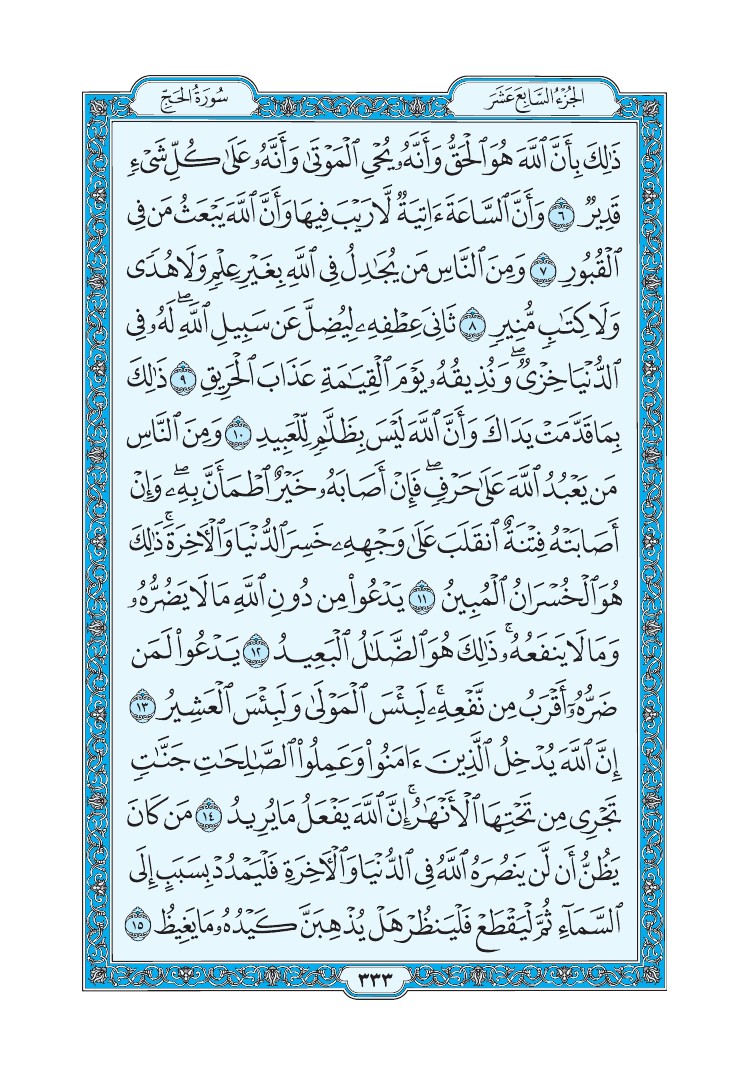 سُورَةُ الحَجِّ
الجُزْءُ السَّابِعَ عَشَرَ
ذَٰلِكَ بِأَنَّ ٱللَّهَ هُوَ ٱلْحَقُّ وَأَنَّهُۥ يُحْيِ ٱلْمَوْتَىٰ وَأَنَّهُۥ عَلَىٰ كُلِّ شَىْءٍ
قَدِيرٌ ٦ وَأَنَّ ٱلسَّاعَةَ ءَاتِيَةٌ لَّا رَيْبَ فِيهَا وَأَنَّ ٱللَّهَ يَبْعَثُ مَن فِى
ٱلْقُبُورِ ٧ وَمِنَ ٱلنَّاسِ مَن يُجَٰدِلُ فِى ٱللَّهِ بِغَيْرِ عِلْمٍ وَلَا هُدًى
وَلَا كِتَٰبٍ مُّنِيرٍ ٨ ثَانِىَ عِطْفِهِۦ لِيُضِلَّ عَن سَبِيلِ ٱللَّهِۖ لَهُۥ فِى
ٱلدُّنْيَا خِزْىٌۖ وَنُذِيقُهُۥ يَوْمَ ٱلْقِيَٰمَةِ عَذَابَ ٱلْحَرِيقِ ٩ ذَٰلِكَ
بِمَا قَدَّمَتْ يَدَاكَ وَأَنَّ ٱللَّهَ لَيْسَ بِظَلَّٰمٍ لِّلْعَبِيدِ ١٠ وَمِنَ ٱلنَّاسِ
مَن يَعْبُدُ ٱللَّهَ عَلَىٰ حَرْفٍۖ فَإِنْ أَصَابَهُۥ خَيْرٌ ٱطْمَأَنَّ بِهِۦۖ وَإِنْ
أَصَابَتْهُ فِتْنَةٌ ٱنقَلَبَ عَلَىٰ وَجْهِهِۦ خَسِرَ ٱلدُّنْيَا وَٱلْءَاخِرَةَۚ ذَٰلِكَ
هُوَ ٱلْخُسْرَانُ ٱلْمُبِينُ ١١ يَدْعُوا۟ مِن دُونِ ٱللَّهِ مَا لَا يَضُرُّهُۥ
وَمَا لَا يَنفَعُهُۥۚ ذَٰلِكَ هُوَ ٱلضَّلَٰلُ ٱلْبَعِيدُ ١٢ يَدْعُوا۟ لَمَن
ضَرُّهُۥٓ أَقْرَبُ مِن نَّفْعِهِۦۚ لَبِئْسَ ٱلْمَوْلَىٰ وَلَبِئْسَ ٱلْعَشِيرُ ١٣
إِنَّ ٱللَّهَ يُدْخِلُ ٱلَّذِينَ ءَامَنُوا۟ وَعَمِلُوا۟ ٱلصَّٰلِحَٰتِ جَنَّٰتٍ
تَجْرِى مِن تَحْتِهَا ٱلْأَنْهَٰرُۚ إِنَّ ٱللَّهَ يَفْعَلُ مَا يُرِيدُ ١٤ مَن كَانَ
يَظُنُّ أَن لَّن يَنصُرَهُ ٱللَّهُ فِى ٱلدُّنْيَا وَٱلْءَاخِرَةِ فَلْيَمْدُدْ بِسَبَبٍ إِلَى
ٱلسَّمَآءِ ثُمَّ لْيَقْطَعْ فَلْيَنظُرْ هَلْ يُذْهِبَنَّ كَيْدُهُۥ مَا يَغِيظُ ١٥
٣٣٣